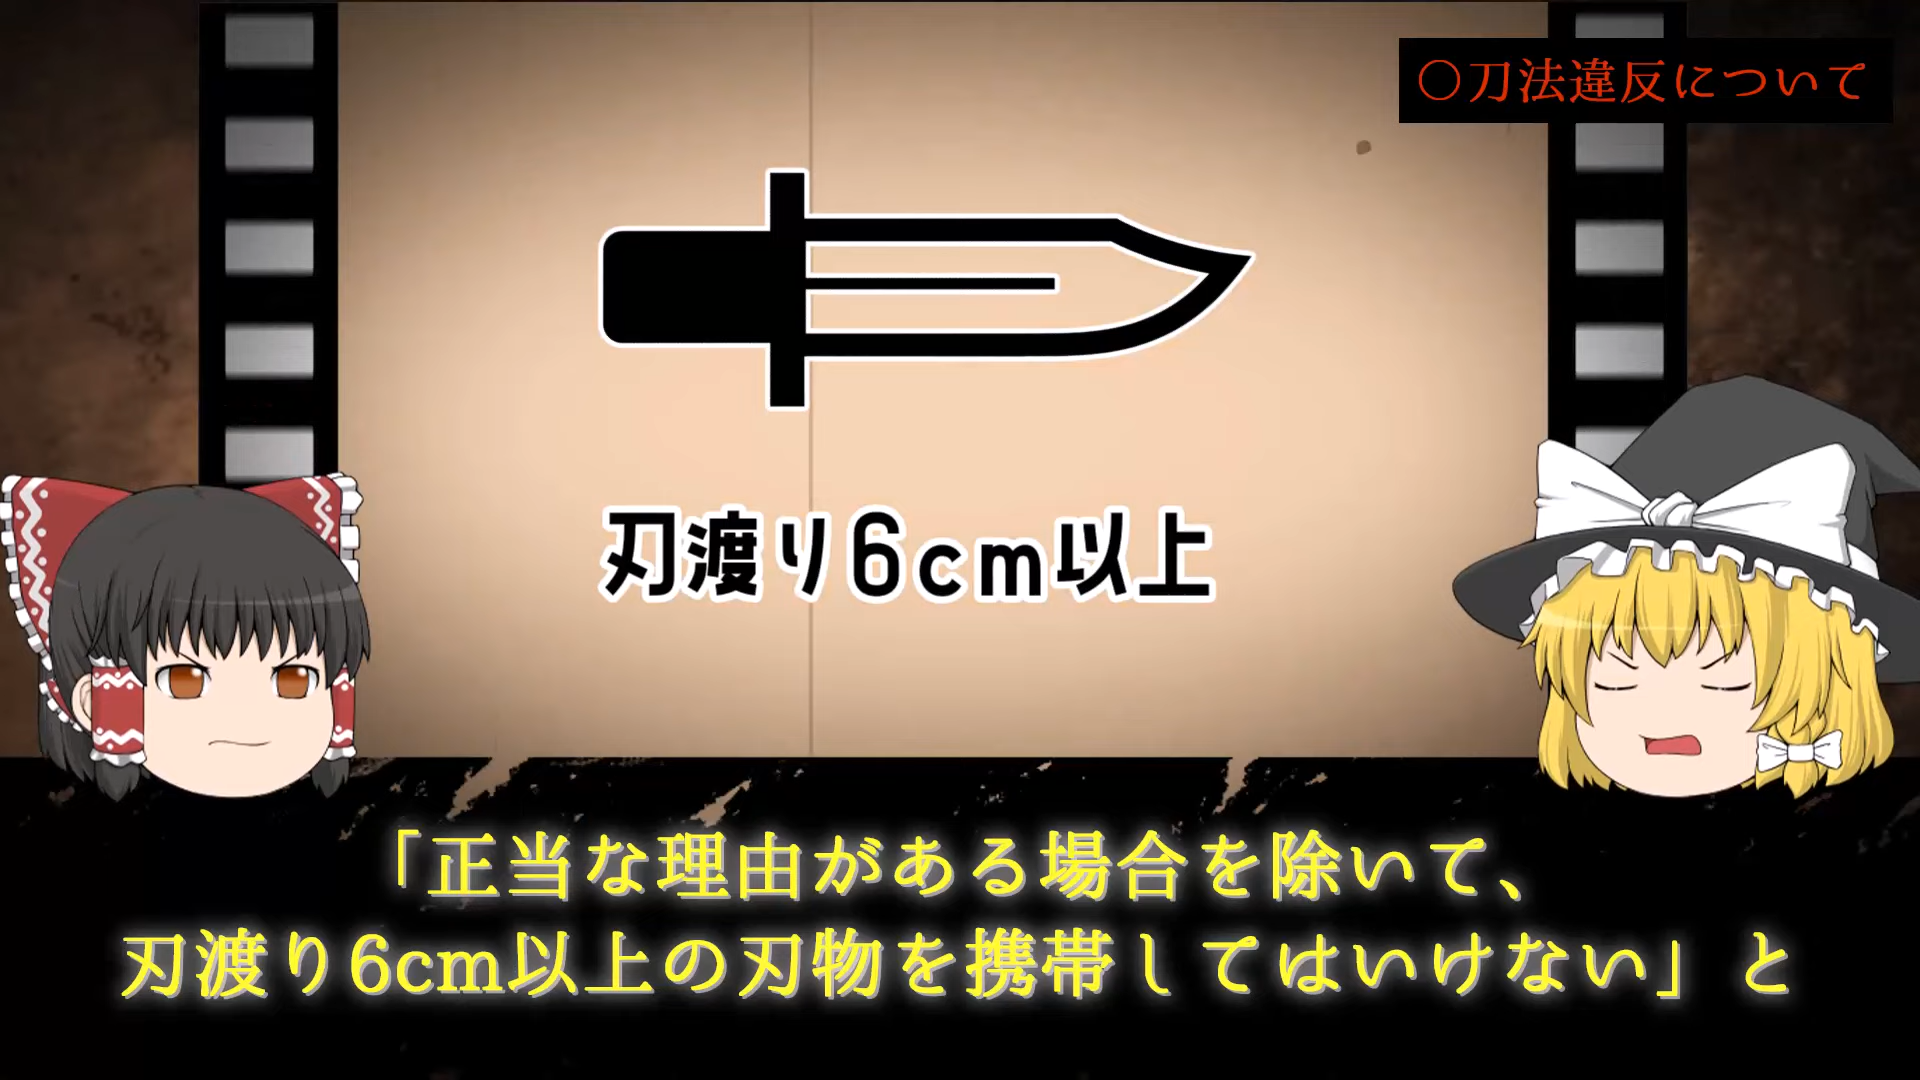 〇刀法違反について
刃渡り6cm以上
「正当な理由がある場合を除いて、
刃渡り6cm以上の刃物を携帯してはいけない」と